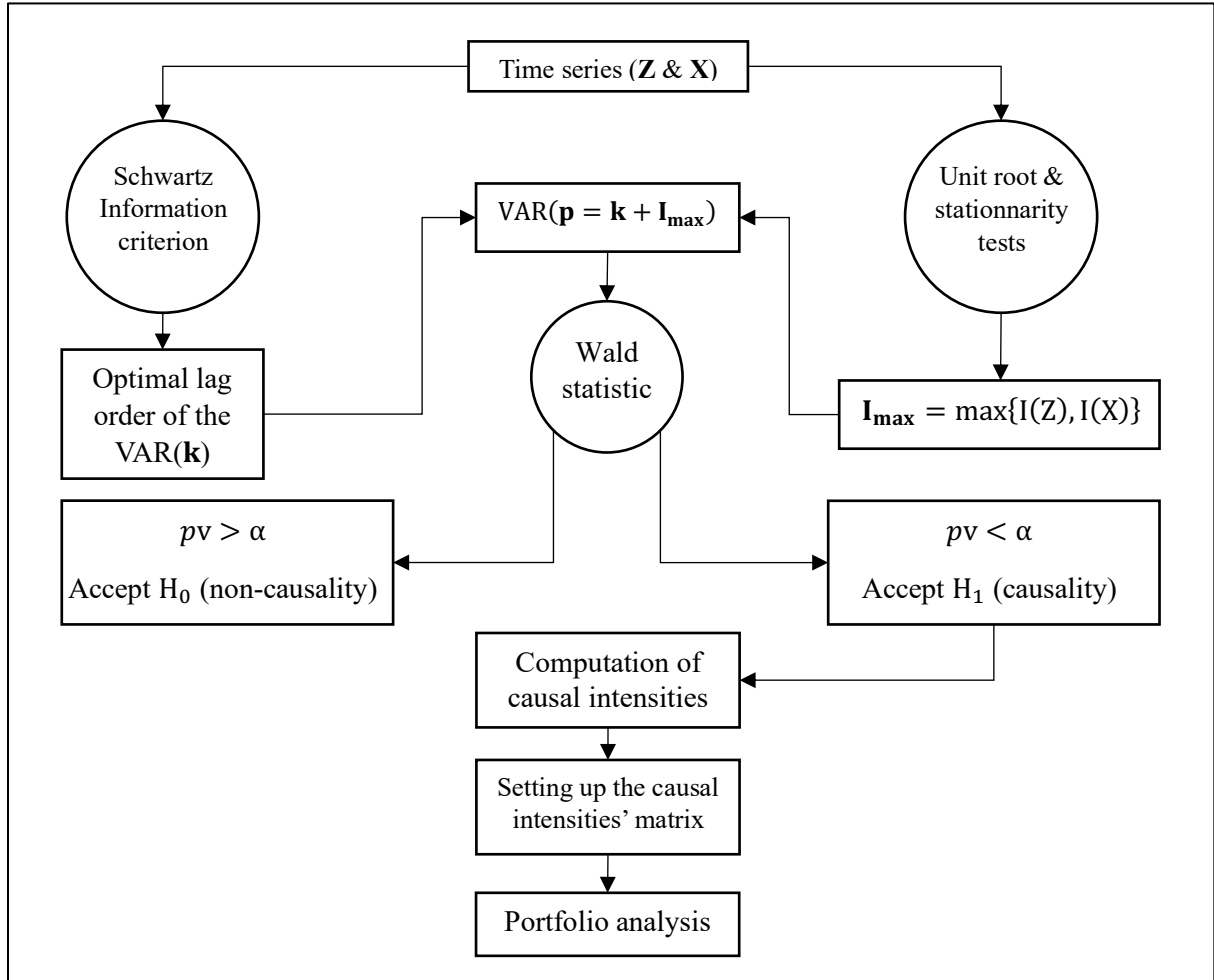 Time series (Z & X)
Schwartz
Information
criterion
Unit root &
stationnarity
tests
VAR(p = k + Iₘₐₓ)
Wald
statistic
Optimal lag
order of the
VAR(k)
Iₘₐₓ = max{I(Z), I(X)}
𝑝v > α
Accept H₀ (non-causality)
𝑝v < α
Accept H₁ (causality)
Computation of
causal intensities
Setting up the causal
intensities’ matrix
Portfolio analysis